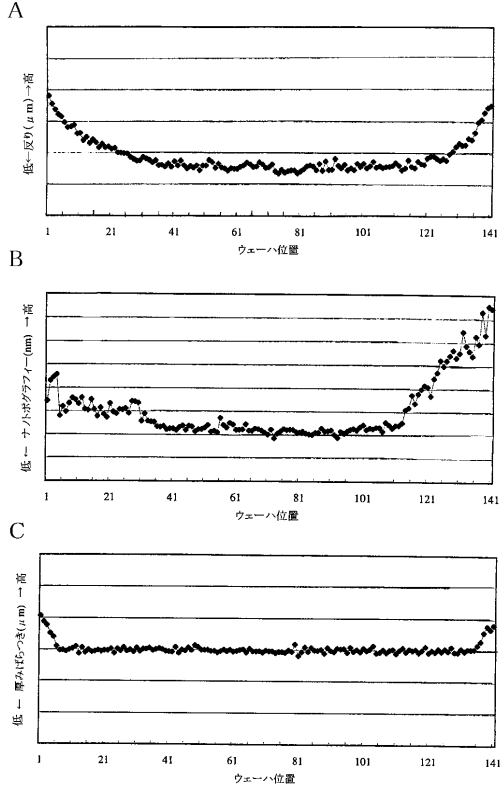 A
低←反り(μm)→高
1 21 41 61 81 101 121 141
ウェーハ位置
B
低 ← ナノトポグラフィー(nm) → 高
1 21 41 61 81 101 121 141
ウェーハ位置
C
低 ← 厚みばらつき(μm) → 高
1 21 41 61 81 101 121 141
ウェーハ位置